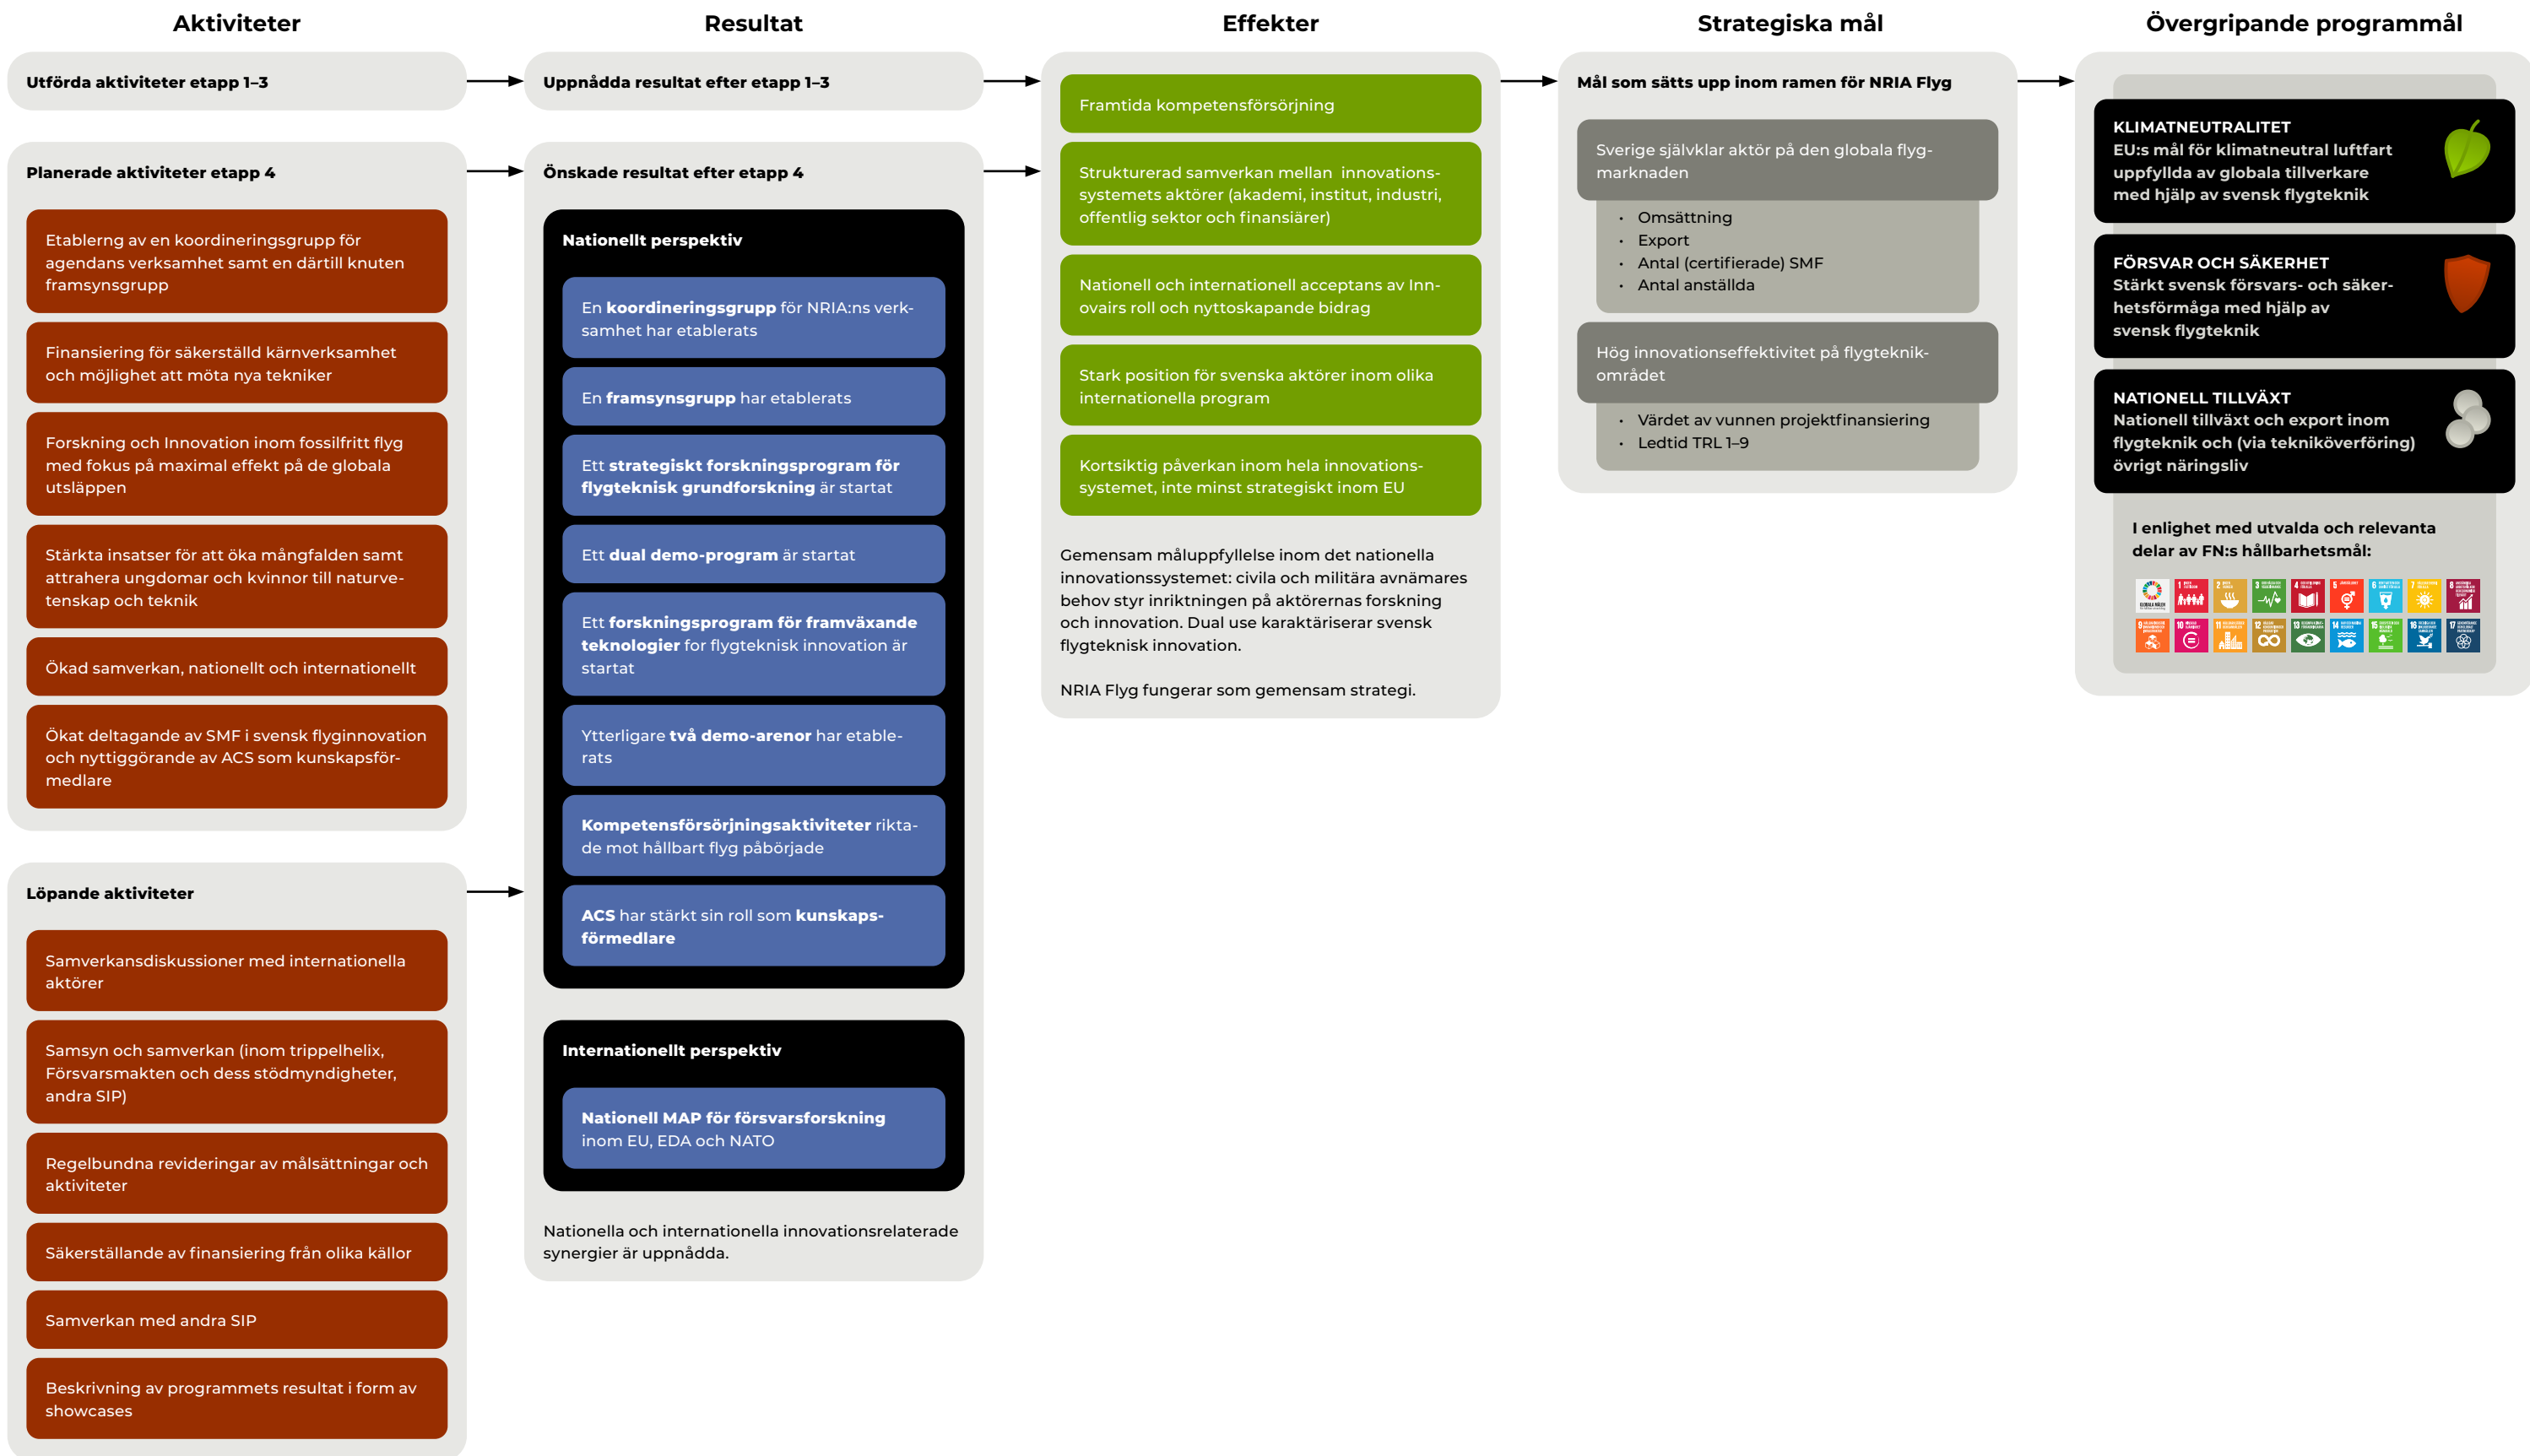 Aktiviteter
Utförda aktiviteter etapp 1–3
Planerade aktiviteter etapp 4
Etablerng av en koordineringsgrupp för
agendans verksamhet samt en därtill knuten
framsynsgrupp
Finansiering för säkerställd kärnverksamhet
och möjlighet att möta nya tekniker
Forskning och Innovation inom fossilfritt flyg
med fokus på maximal effekt på de globala
utsläppen
Stärkta insatser för att öka mångfalden samt
attrahera ungdomar och kvinnor till naturve-
tenskap och teknik
Ökad samverkan, nationellt och internationellt
Ökat deltagande av SMF i svensk flyginnovation
och nyttiggörande av ACS som kunskapsför-
medlare
Löpande aktiviteter
Samverkansdiskussioner med internationella
aktörer
Samsyn och samverkan (inom trippelhelix,
Försvarsmakten och dess stödmyndigheter,
andra SIP)
Regelbundna revideringar av målsättningar och
aktiviteter
Säkerställande av finansiering från olika källor
Samverkan med andra SIP
Beskrivning av programmets resultat i form av
showcases
Resultat
Uppnådda resultat efter etapp 1–3
Önskade resultat efter etapp 4
Nationellt perspektiv
En koordineringsgrupp för NRIA:ns verk-
samhet har etablerats
En framsynsgrupp har etablerats
Ett strategiskt forskningsprogram för
flygteknisk grundforskning är startat
Ett dual demo-program är startat
Ett forskningsprogram för framväxande
teknologier for flygteknisk innovation är
startat
Ytterligare två demo-arenor har etable-
rats
Kompetensförsörjningsaktiviteter rikta-
de mot hållbart flyg påbörjade
ACS har stärkt sin roll som kunskaps-
förmedlare
Internationellt perspektiv
Nationell MAP för försvarsforskning
inom EU, EDA och NATO
Nationella och internationella innovationsrelaterade
synergier är uppnådda.
Effekter
Framtida kompetensförsörjning
Strukturerad samverkan mellan innovations-
systemets aktörer (akademi, institut, industri,
offentlig sektor och finansiärer)
Nationell och internationell acceptans av Inn-
ovairs roll och nyttoskapande bidrag
Stark position för svenska aktörer inom olika
internationella program
Kortsiktig påverkan inom hela innovations-
systemet, inte minst strategiskt inom EU
Gemensam måluppfyllelse inom det nationella
innovationssystemet: civila och militära avnämares
behov styr inriktningen på aktörernas forskning
och innovation. Dual use karaktäriserar svensk
flygteknisk innovation.
NRIA Flyg fungerar som gemensam strategi.
Strategiska mål
Mål som sätts upp inom ramen för NRIA Flyg
Sverige självklar aktör på den globala flyg-
marknaden
• Omsättning
• Export
• Antal (certifierade) SMF
• Antal anställda
Hög innovationseffektivitet på flygteknik-
området
• Värdet av vunnen projektfinansiering
• Ledtid TRL 1–9
Övergripande programmål
KLIMATNEUTRALITET
EU:s mål för klimatneutral luftfart
uppfyllda av globala tillverkare
med hjälp av svensk flygteknik
FÖRSVAR OCH SÄKERHET
Stärkt svensk försvars- och säker-
hetsförmåga med hjälp av
svensk flygteknik
NATIONELL TILLVÄXT
Nationell tillväxt och export inom
flygteknik och (via tekniköverföring)
övrigt näringsliv
I enlighet med utvalda och relevanta
delar av FN:s hållbarhetsmål:
GLOBALA MÅLEN
1 2 3 4 5 6 7 8
9 10 11 12 13 14 15 16 17